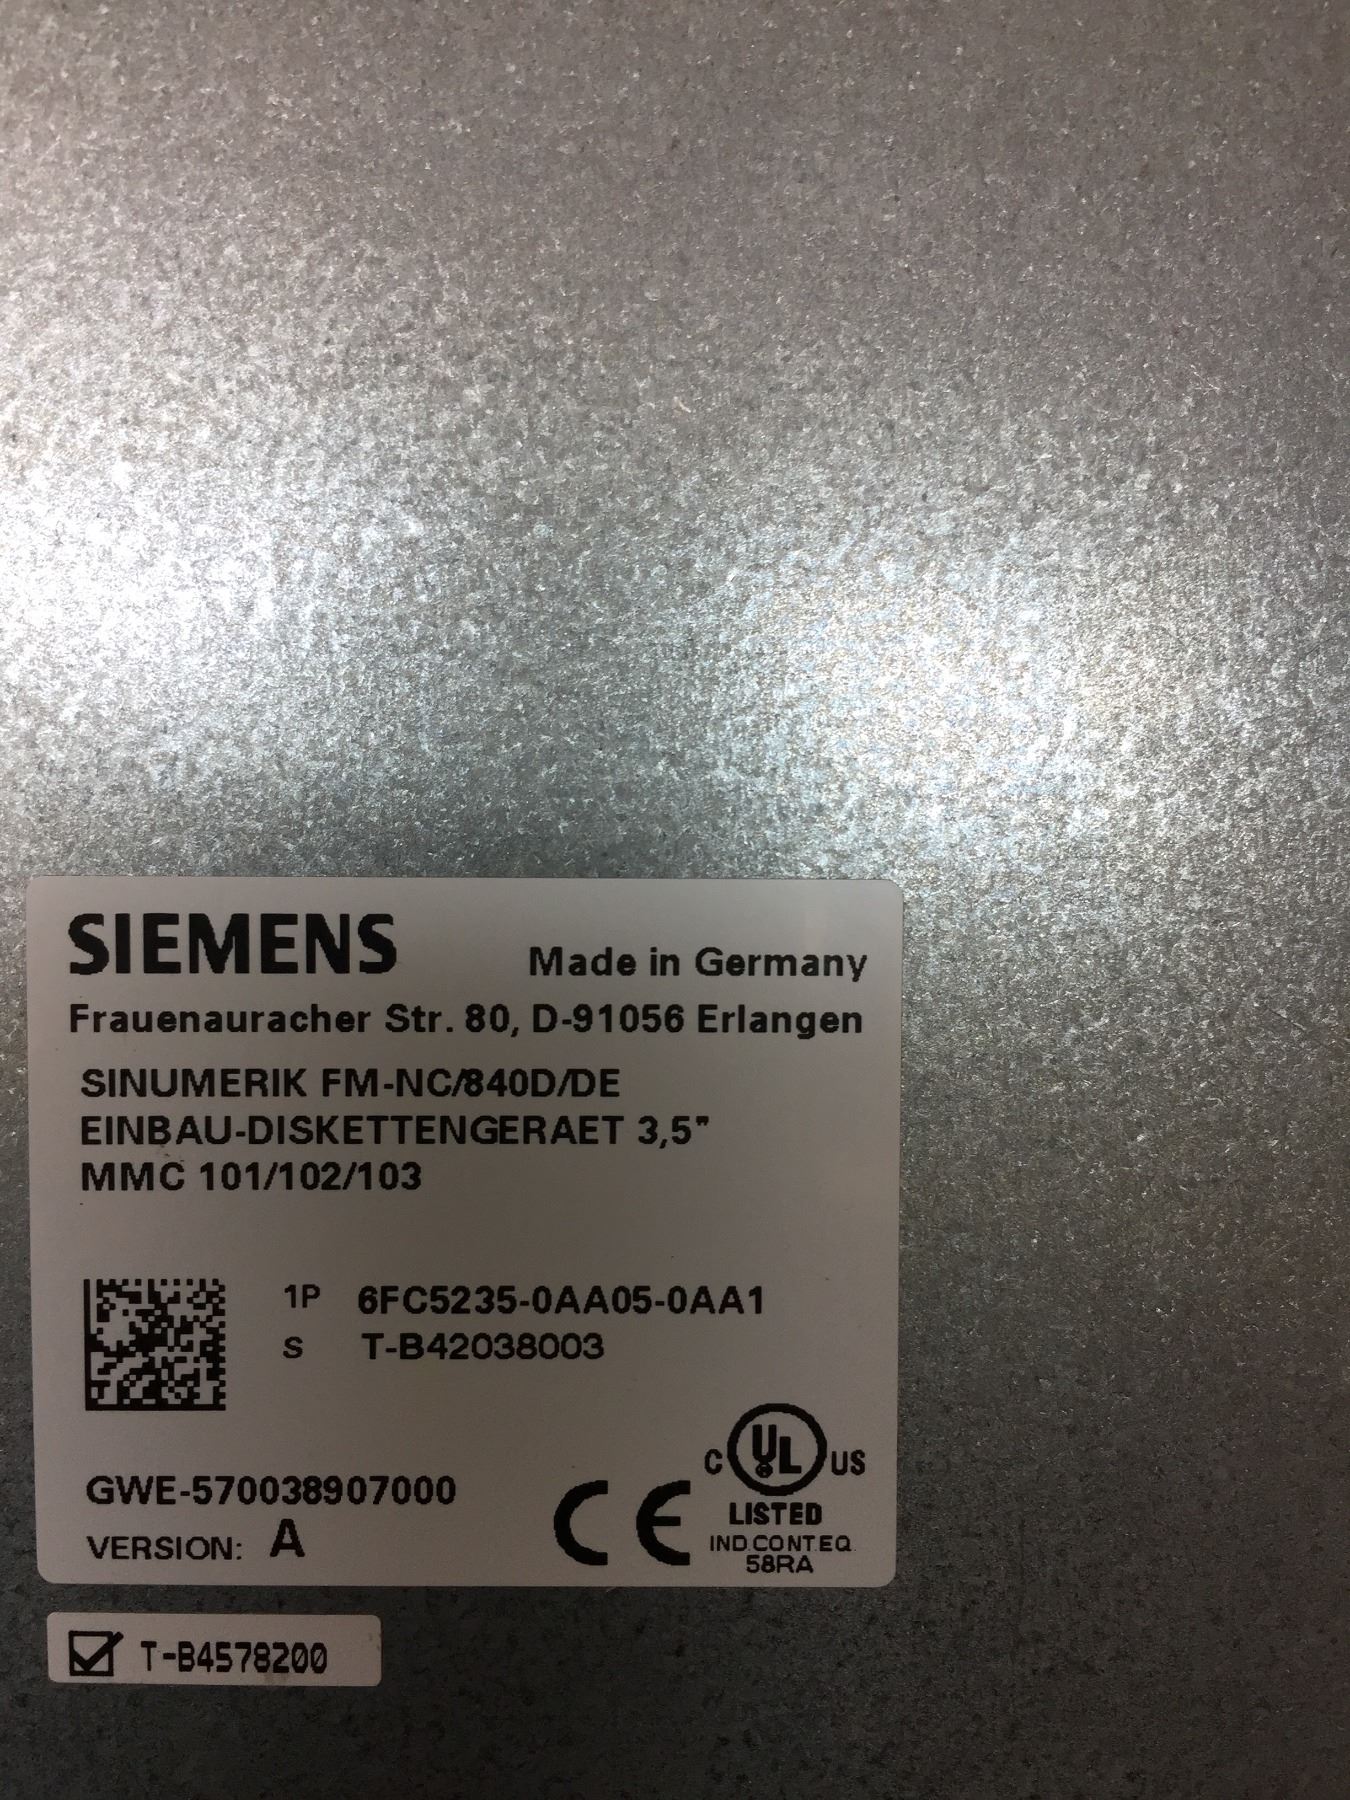 SIEMENS
Made in Germany
Frauenauracher Str. 80, D-91056 Erlangen
SINUMERIK FM-NC/840D/DE
EINBAU-DISKETTENGERAET 3,5"
MMC 101/102/103
1P 6FC5235-0AA05-0AA1
S T-B42038003
GWE-570038907000
VERSION: A
CE
C UL US
LISTED
IND.CONT.EQ.
58RA
T-B4578200